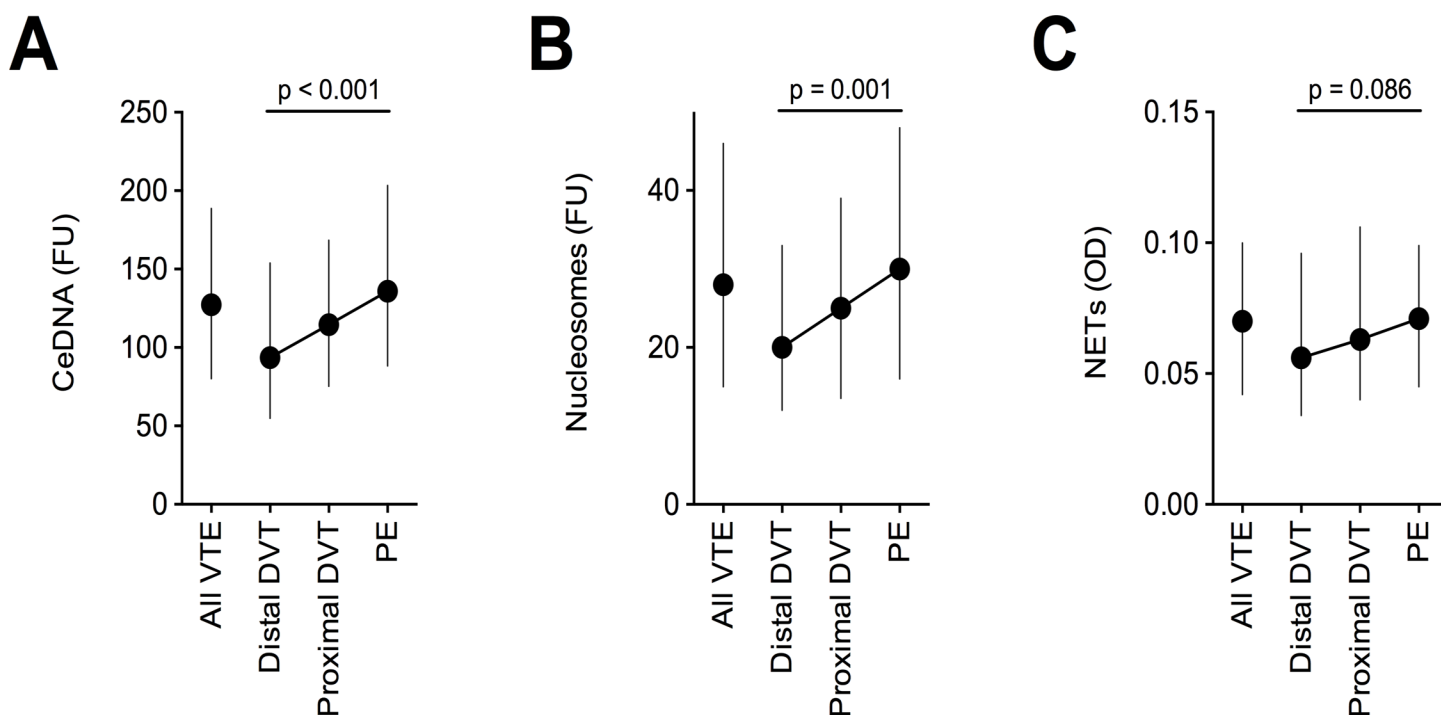 A
p < 0.001
CeDNA (FU)
250
200
150
100
50
0
All VTE
Distal DVT
Proximal DVT
PE
B
p = 0.001
Nucleosomes (FU)
40
20
0
All VTE
Distal DVT
Proximal DVT
PE
C
p = 0.086
NETs (OD)
0.15
0.10
0.05
0.00
All VTE
Distal DVT
Proximal DVT
PE